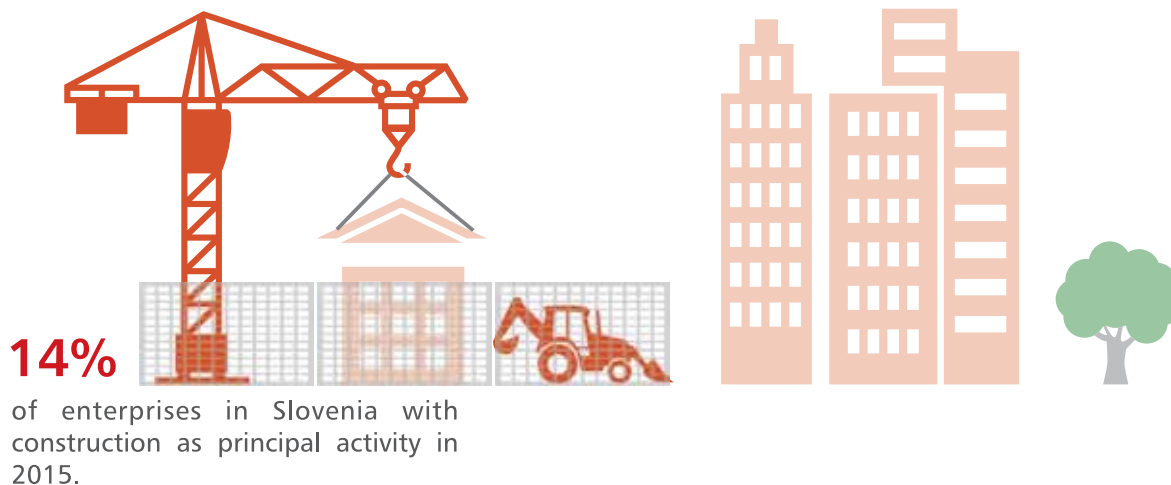 14%
of enterprises in Slovenia with
construction as principal activity in
2015.